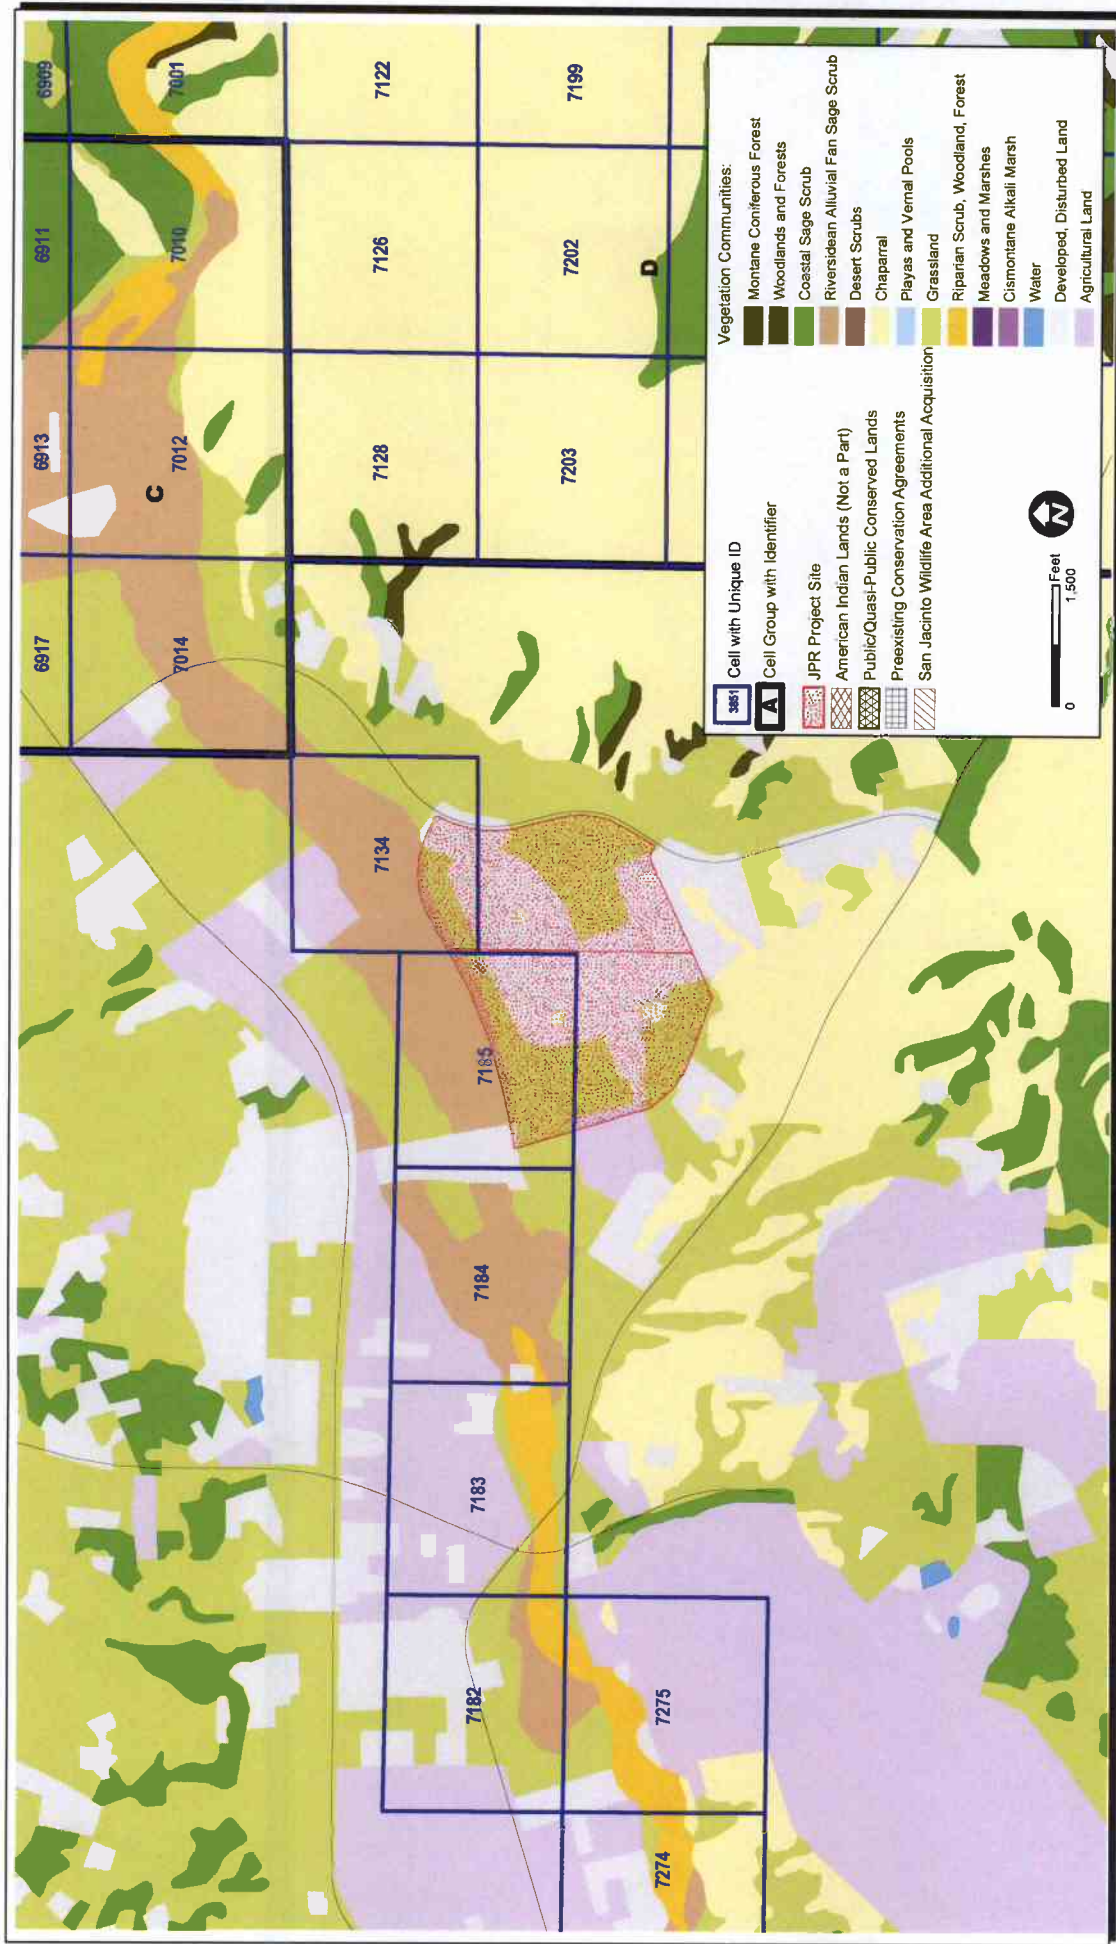 6909
6911
6913
6917
7001
7010
7012
C
7014
7122
7126
7128
7134
7199
7202
7203
D
7185
7184
7183
7182
7275
7274
3851 Cell with Unique ID
A Cell Group with Identifier
JPR Project Site
American Indian Lands (Not a Part)
Public/Quasi-Public Conserved Lands
Preexisting Conservation Agreements
San Jacinto Wildlife Area Additional Acquisition
Vegetation Communities:
Montane Coniferous Forest
Woodlands and Forests
Coastal Sage Scrub
Riversidean Alluvial Fan Sage Scrub
Desert Scrubs
Chaparral
Playas and Vernal Pools
Grassland
Riparian Scrub, Woodland, Forest
Meadows and Marshes
Cismontane Alkali Marsh
Water
Developed, Disturbed Land
Agricultural Land
N
Feet
0 1,500